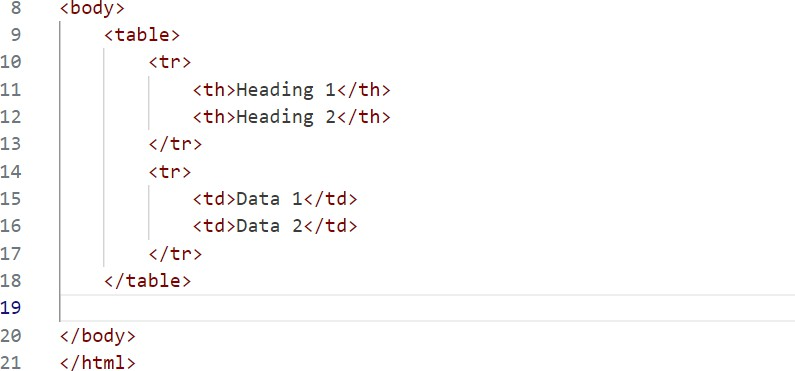 8 <body>
9 <table>
10 <tr>
11 <th>Heading 1</th>
12 <th>Heading 2</th>
13 </tr>
14 <tr>
15 <td>Data 1</td>
16 <td>Data 2</td>
17 </tr>
18 </table>
19
20 </body>
21 </html>